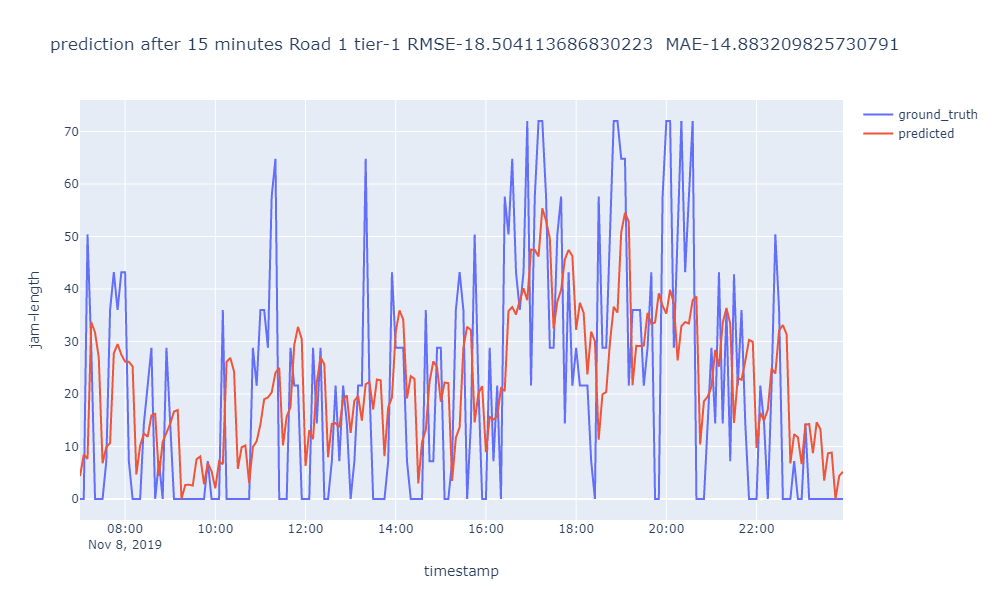 prediction after 15 minutes Road 1 tier-1 RMSE-18.504113686830223  MAE-14.883209825730791
ground_truth
predicted
70
60
50
40
30
20
10
0
jam-length
08:00 10:00 12:00 14:00 16:00 18:00 20:00 22:00
Nov 8, 2019
timestamp